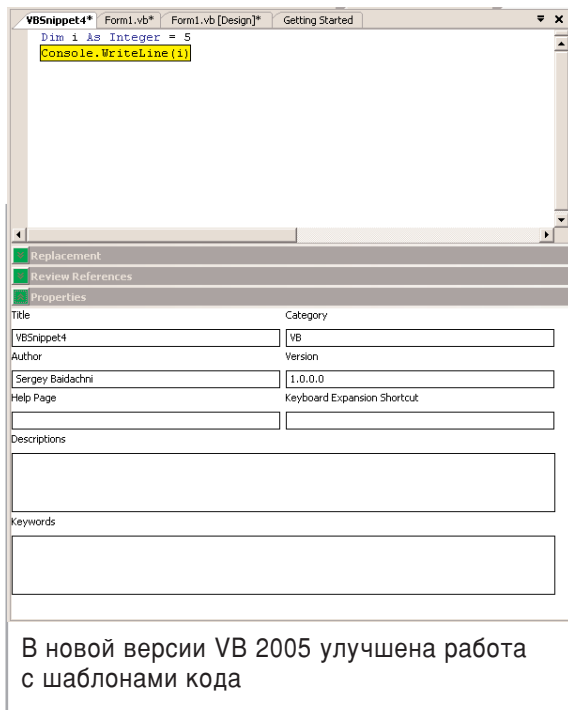 VBSnippet4* Form1.vb* Form1.vb [Design]* Getting Started
Dim i As Integer = 5
Console.WriteLine(i)
Replacement
Review References
Properties
Title Category
VBSnippet4 VB
Author Version
Sergey Baidachni 1.0.0.0
Help Page Keyboard Expansion Shortcut
Descriptions
Keywords
В новой версии VB 2005 улучшена работа
с шаблонами кода